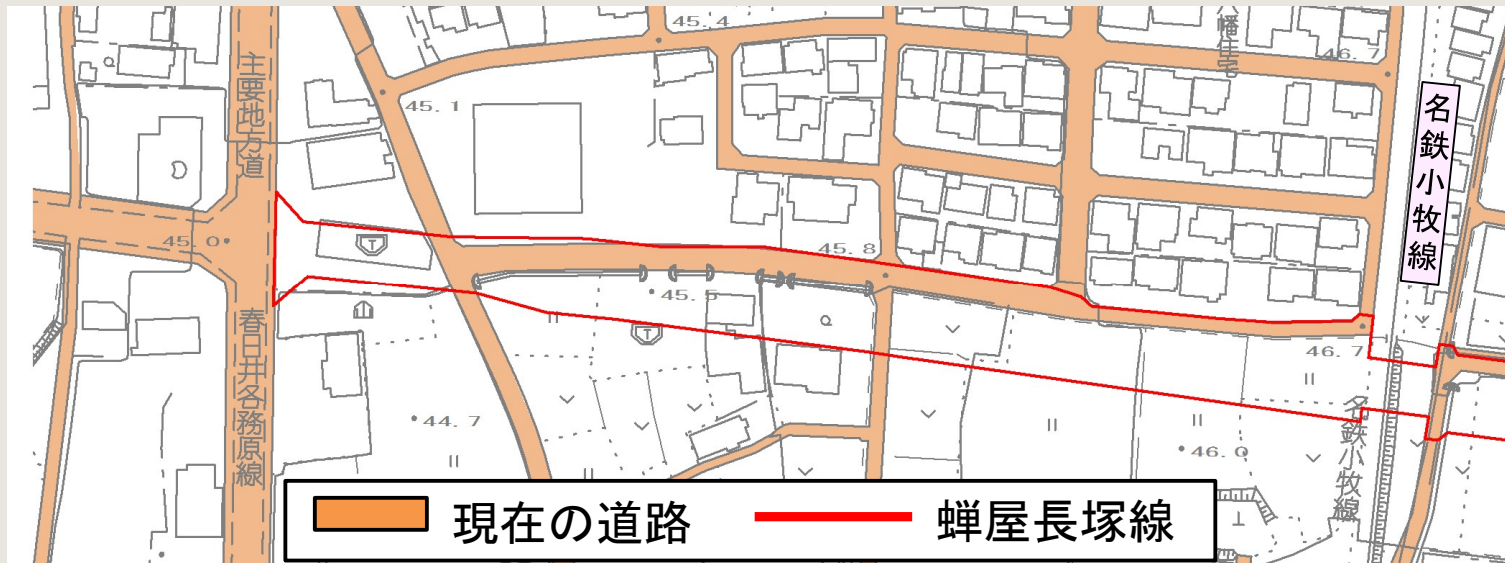 45.4
八幡住宅
46.7
主要地方道
45.1
名鉄小牧線
45.0
45.8
45.5
46.7
春日井各務原線
44.7
46.0
名鉄小牧線
現在の道路
蝉屋長塚線